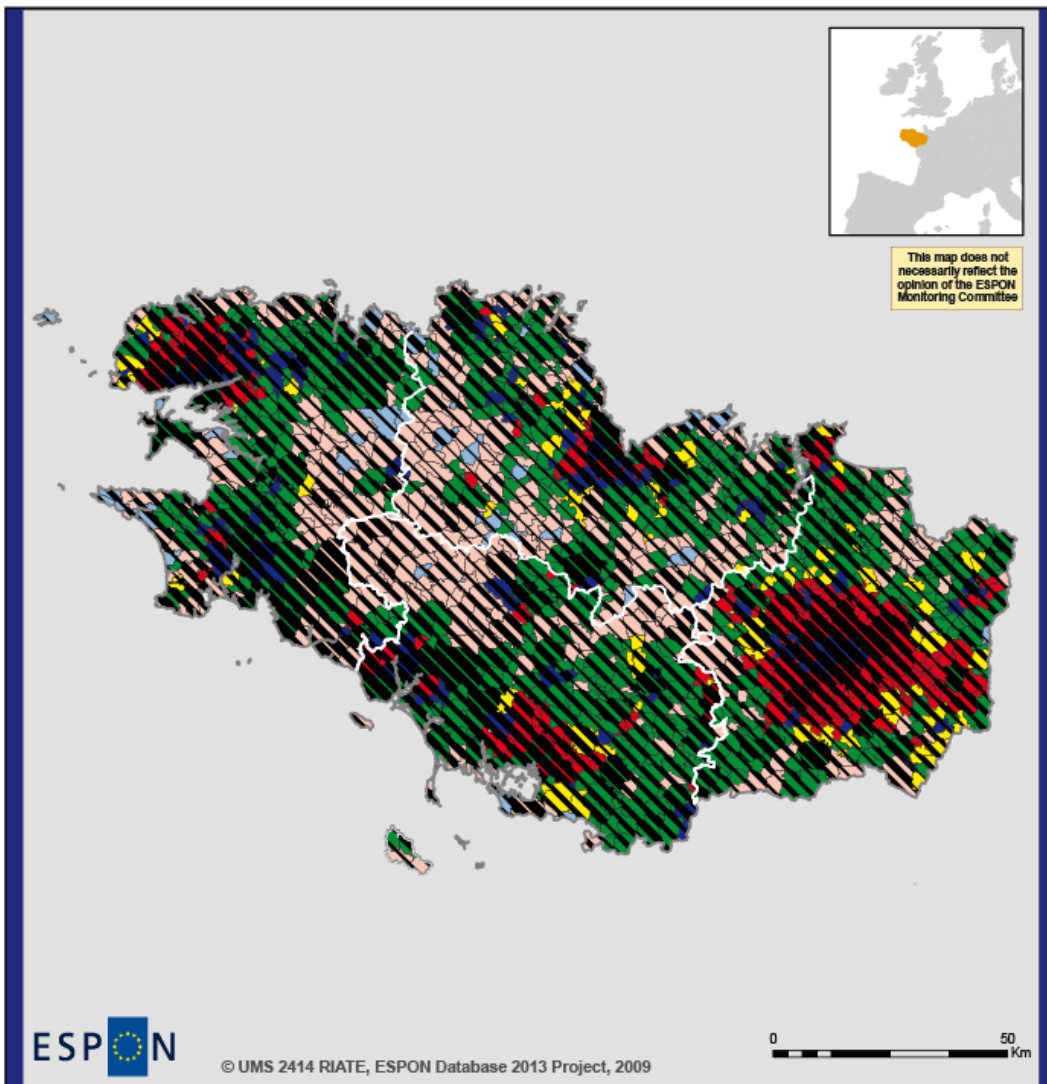 This map does not
necessarily reflect the
opinion of the ESPON
Monitoring Committee
ESPON
© UMS 2414 RIATE, ESPON Database 2013 Project, 2009
0 50
Km